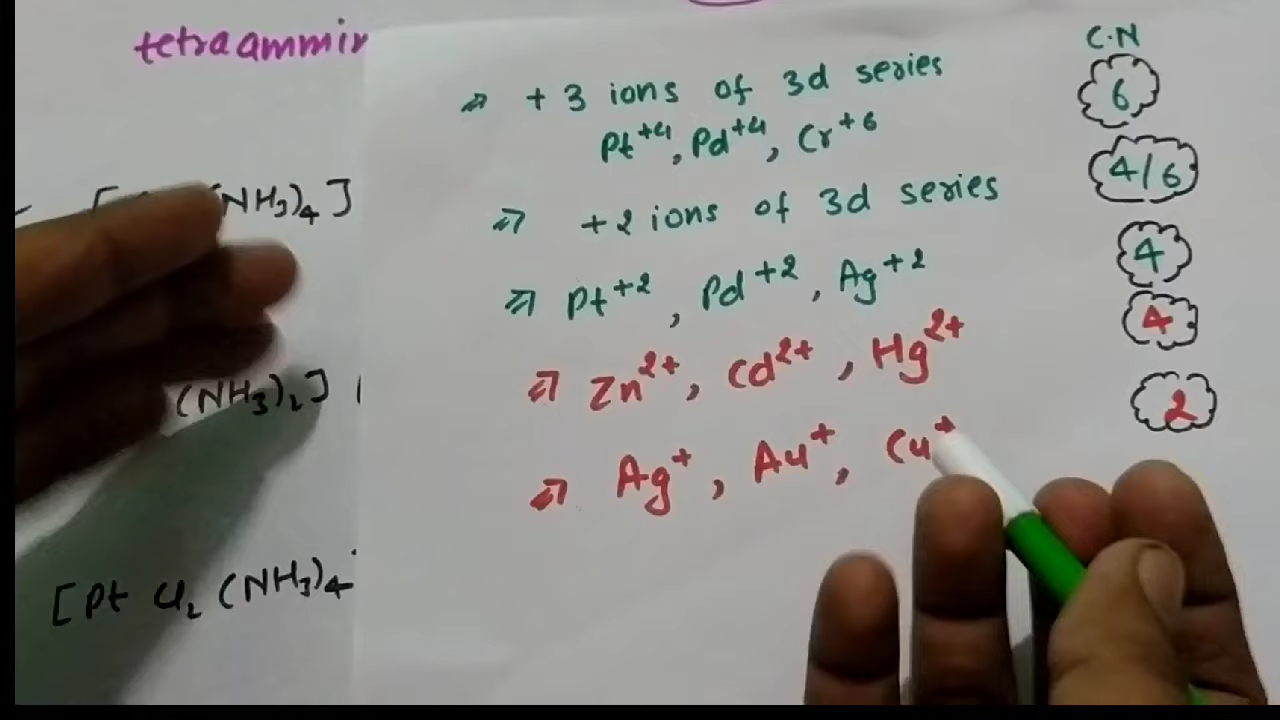 tetraammin
C.N
⇒ +3 ions of 3d series
6
Pt+4, Pd+4, Cr+6
4/6
⇒ +2 ions of 3d series
(NH3)4]
4
⇒ Pt+2, Pd+2, Ag+2
4
⇒ Zn2+, Cd2+, Hg2+
(NH3)2]
2
⇒ Ag+, Au+, Cu+
[Pt Cl2 (NH3)4